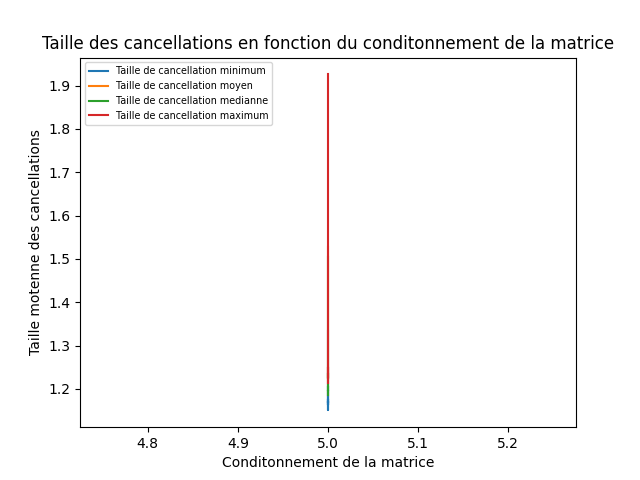 Taille des cancellations en fonction du conditonnement de la matrice
Taille de cancellation minimum
Taille de cancellation moyen
Taille de cancellation medianne
Taille de cancellation maximum
Taille motenne des cancellations
1.9
1.8
1.7
1.6
1.5
1.4
1.3
1.2
4.8
4.9
5.0
5.1
5.2
Conditonnement de la matrice